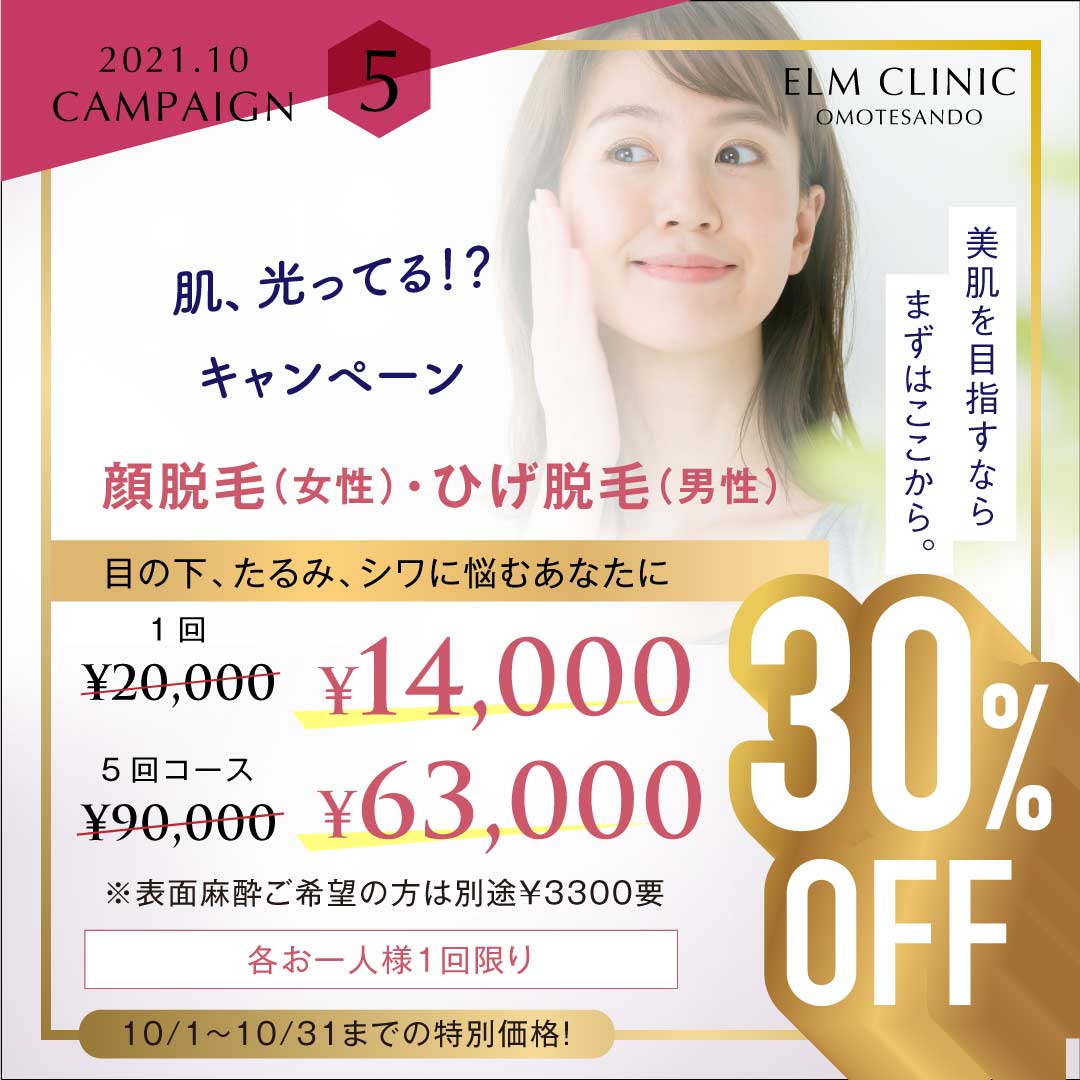 2021.10
CAMPAIGN
5
ELM CLINIC
OMOTESANDO
美肌を目指すなら
まずはここから。
肌、光ってる!?
キャンペーン
顔脱毛(女性)・ひげ脱毛(男性)
目の下、たるみ、シワに悩むあなたに
1回
¥20,000 ¥14,000
5回コース
¥90,000 ¥63,000
30%
OFF
※表面麻酔ご希望の方は別途¥3300要
各お一人様1回限り
10/1〜10/31までの特別価格!